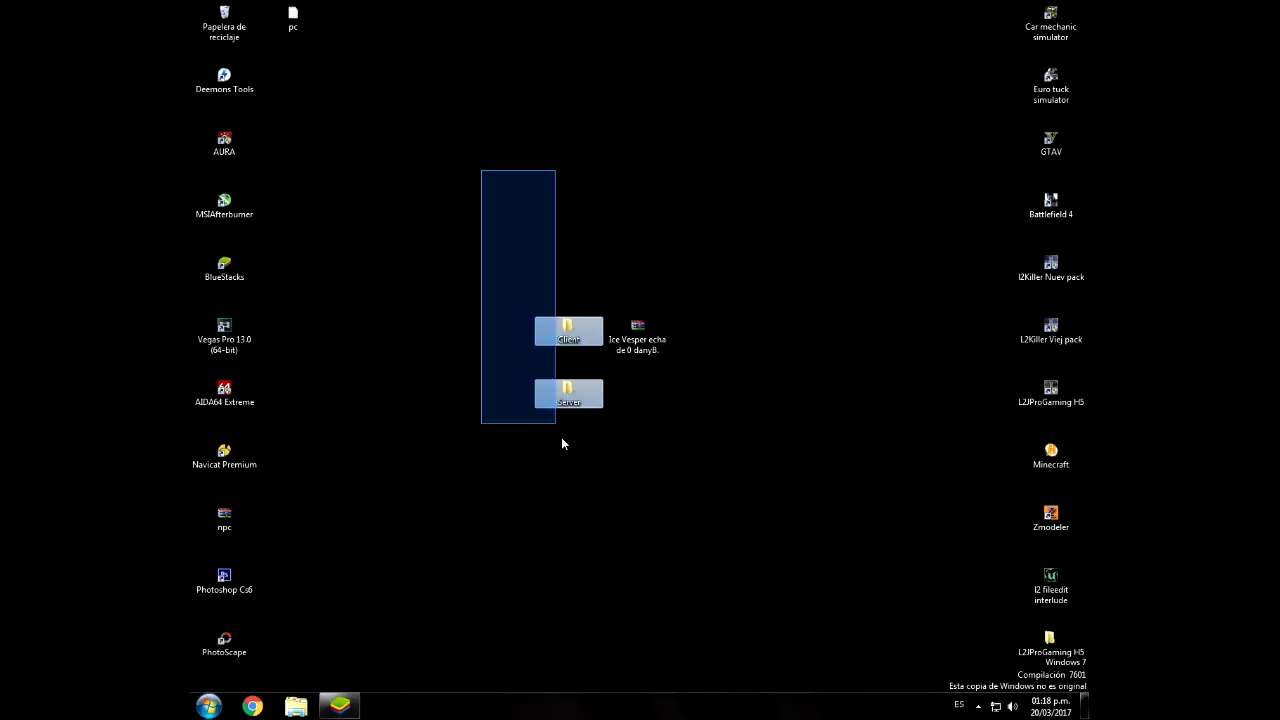 Papelera de
reciclaje
pc
Deemons Tools
AURA
MSIAfterburner
BlueStacks
Vegas Pro 13.0
(64-bit)
AIDA64 Extreme
Navicat Premium
npc
Photoshop Cs6
PhotoScape
Client
Server
Ice Vesper echa
de 0 danyB.
Car mechanic
simulator
Euro tuck
simulator
GTAV
Battlefield 4
l2Killer Nuev pack
L2Killer Viej pack
L2JProGaming H5
Minecraft
Zmodeler
l2 fileedit
interlude
L2JProGaming H5
Windows 7
Compilación 7601
Esta copia de Windows no es original
ES
01:18 p.m.
20/03/2017